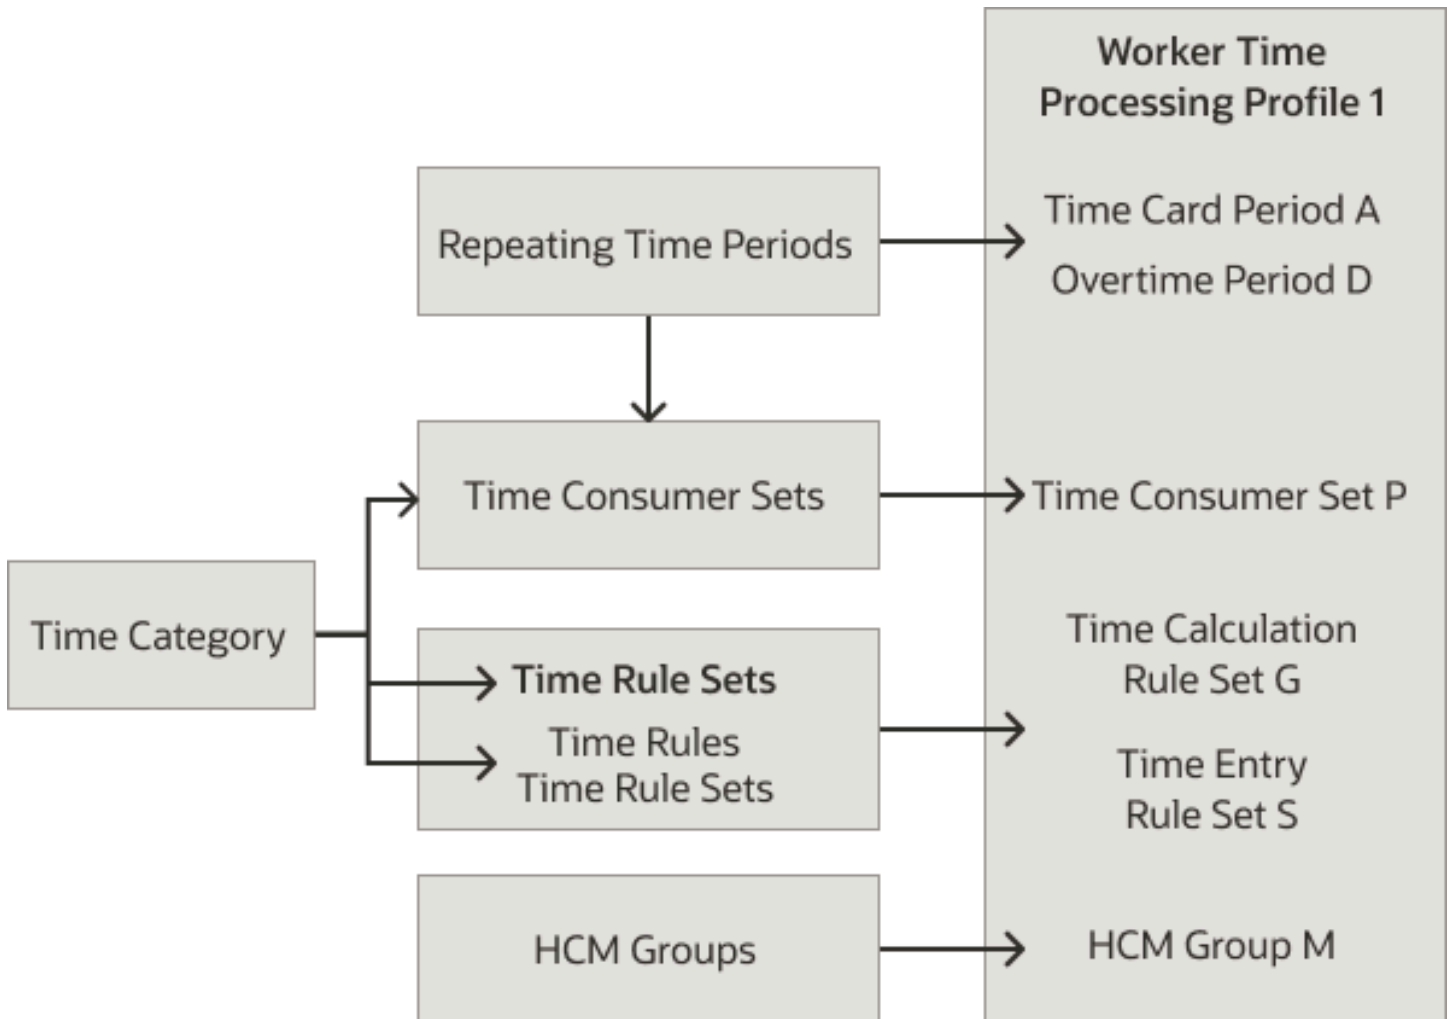 Worker Time
Processing Profile 1
Repeating Time Periods
Time Card Period A
Overtime Period D
Time Consumer Sets
Time Consumer Set P
Time Category
Time Rule Sets
Time Rules
Time Rule Sets
Time Calculation
Rule Set G
Time Entry
Rule Set S
HCM Groups
HCM Group M